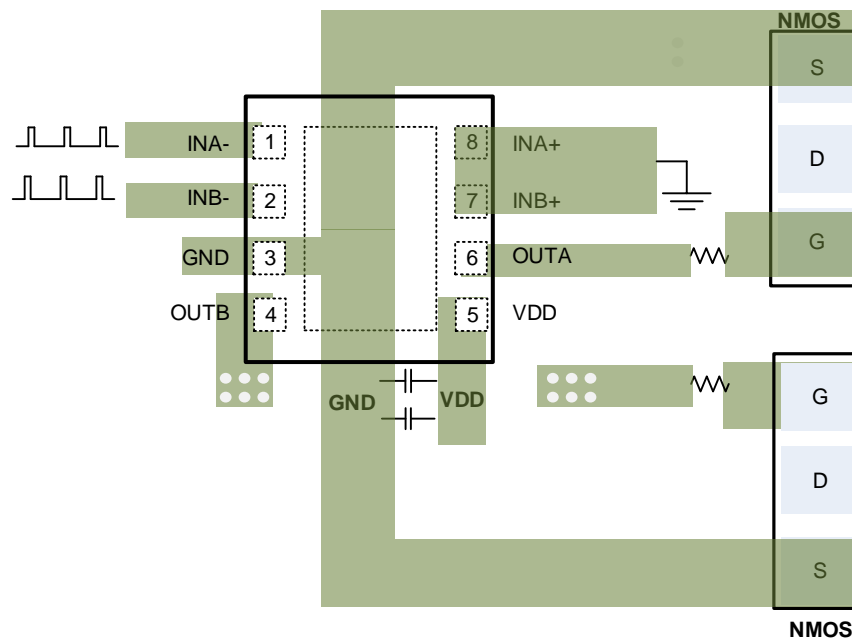 NMOS
S
INA- 1 8 INA+
D
INB- 2 7 INB+
G
GND 3 6 OUTA
OUTB 4 5 VDD
GND VDD
G
D
S
NMOS